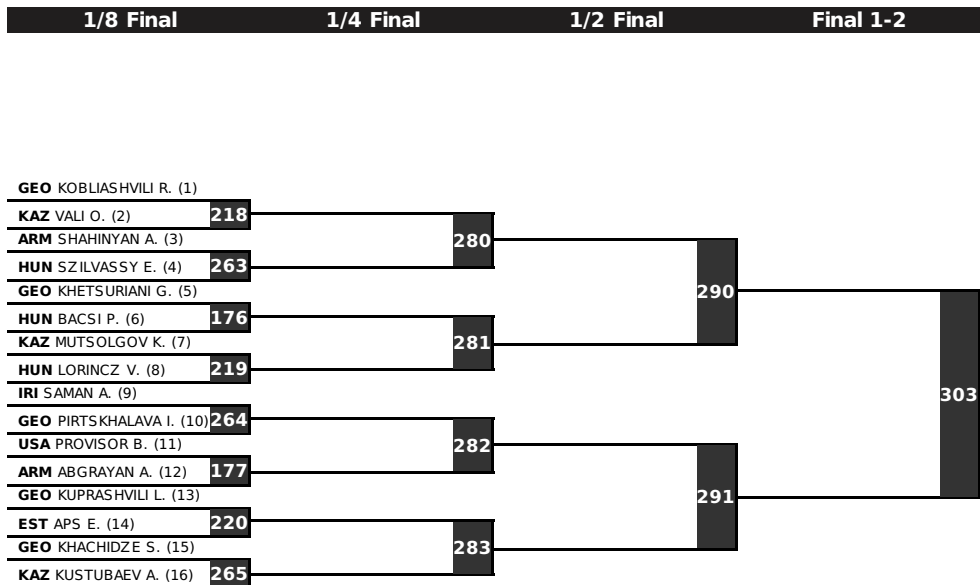 1/8 Final 1/4 Final 1/2 Final Final 1-2
GEO KOBLIASHVILI R. (1)
KAZ VALI O. (2) 218
ARM SHAHINYAN A. (3)
280
HUN SZILVASSY E. (4) 263
GEO KHETSURIANI G. (5)
290
HUN BACSI P. (6) 176
KAZ MUTSOLGOV K. (7)
281
HUN LORINCZ V. (8) 219
IRI SAMAN A. (9)
303
GEO PIRTSKHALAVA I. (10) 264
USA PROVISOR B. (11)
282
ARM ABGRAYAN A. (12) 177
GEO KUPRASHVILI L. (13)
291
EST APS E. (14) 220
GEO KHACHIDZE S. (15)
283
KAZ KUSTUBAEV A. (16) 265